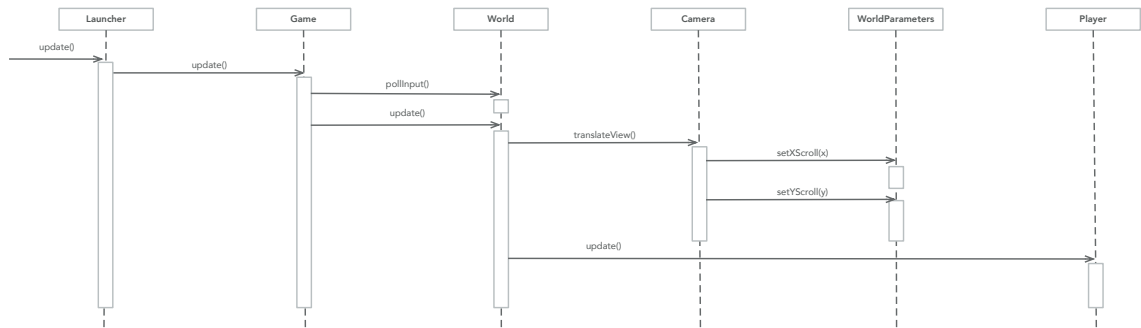 Launcher
Game
World
Camera
WorldParameters
Player
update()
update()
pollInput()
update()
translateView()
setXScroll(x)
setYScroll(y)
update()